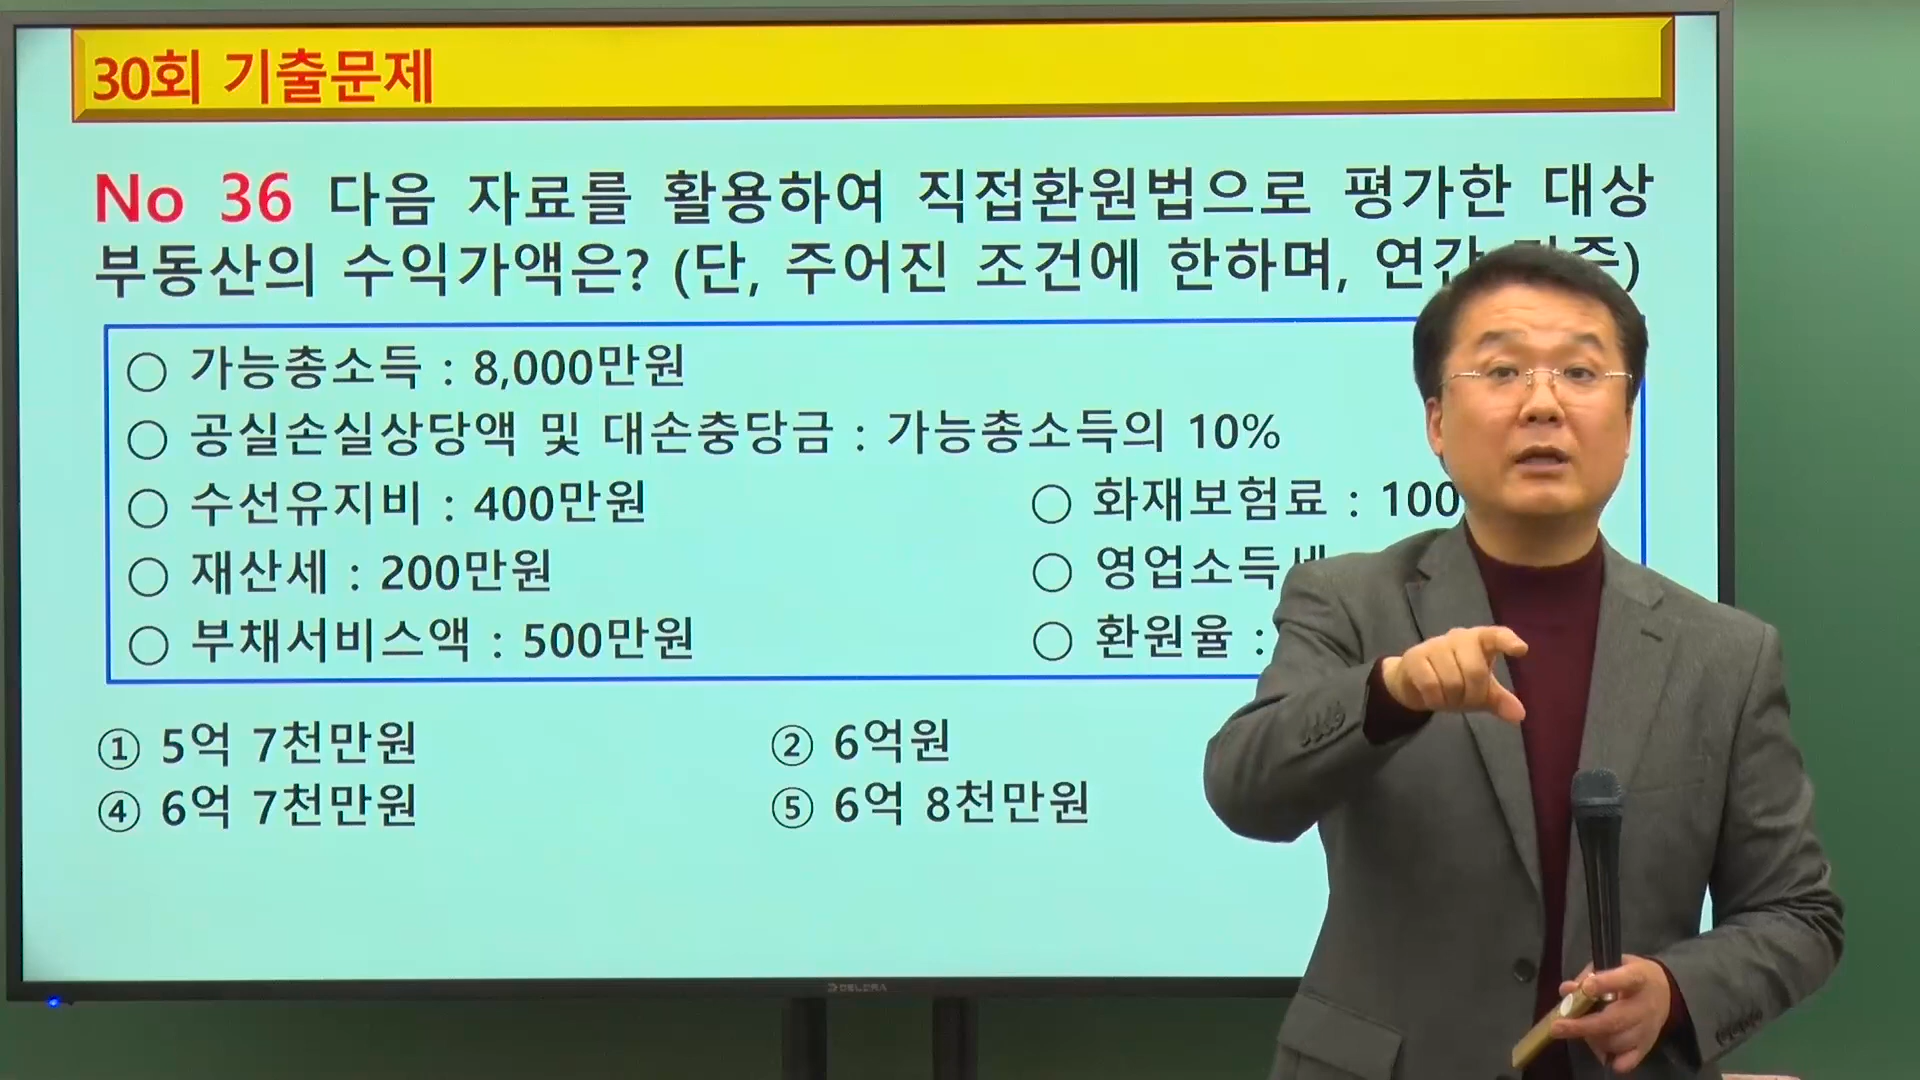 30회 기출문제
No 36 다음 자료를 활용하여 직접환원법으로 평가한 대상
부동산의 수익가액은? (단, 주어진 조건에 한하며, 연간
○ 가능총소득 : 8,000만원
○ 공실손실상당액 및 대손충당금 : 가능총소득의 10%
○ 수선유지비 : 400만원 ○ 화재보험료 : 100
○ 재산세 : 200만원 ○ 영업소득세
○ 부채서비스액 : 500만원 ○ 환원율 :
① 5억 7천만원 ② 6억원
④ 6억 7천만원 ⑤ 6억 8천만원